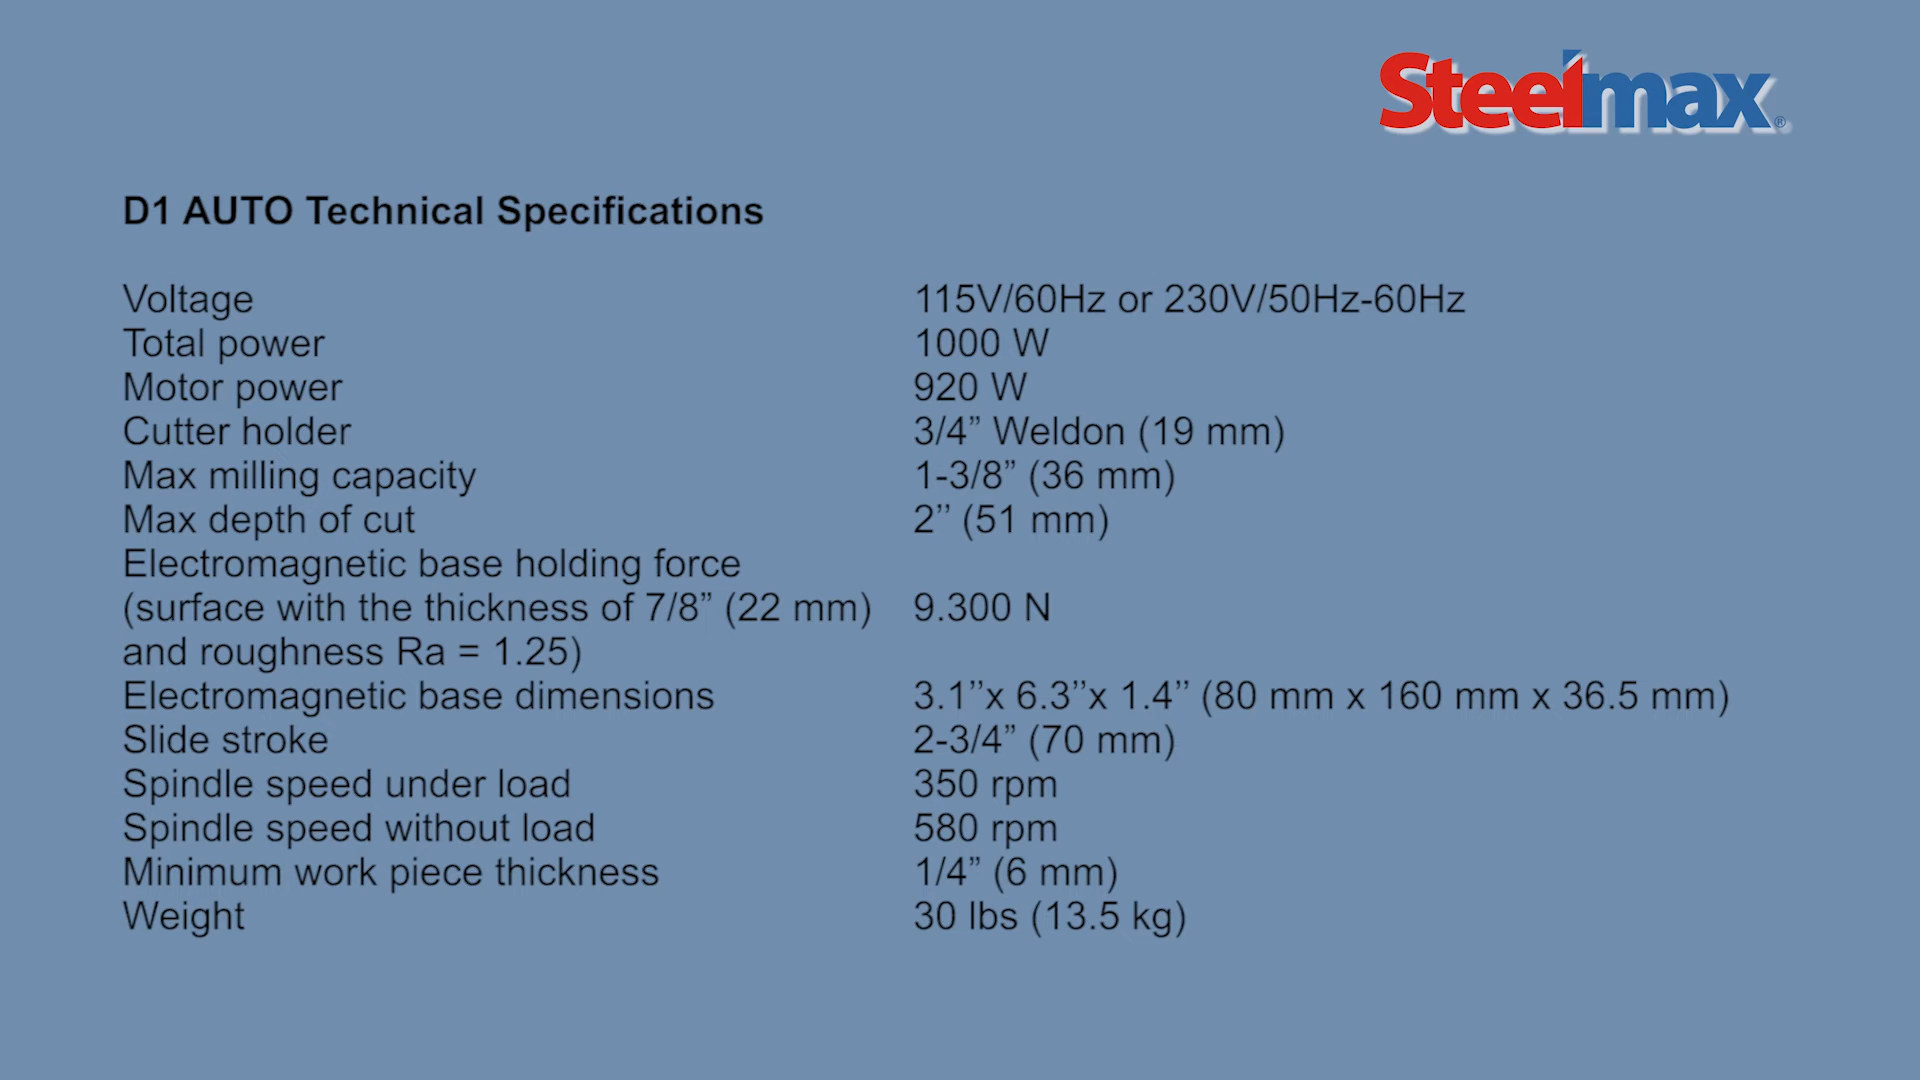 Steelmax®
D1 AUTO Technical Specifications
Voltage 115V/60Hz or 230V/50Hz-60Hz
Total power 1000 W
Motor power 920 W
Cutter holder 3/4” Weldon (19 mm)
Max milling capacity 1-3/8” (36 mm)
Max depth of cut 2’’ (51 mm)
Electromagnetic base holding force
(surface with the thickness of 7/8” (22 mm) 9.300 N
and roughness Ra = 1.25)
Electromagnetic base dimensions 3.1’’x 6.3’’x 1.4’’ (80 mm x 160 mm x 36.5 mm)
Slide stroke 2-3/4” (70 mm)
Spindle speed under load 350 rpm
Spindle speed without load 580 rpm
Minimum work piece thickness 1/4” (6 mm)
Weight 30 lbs (13.5 kg)